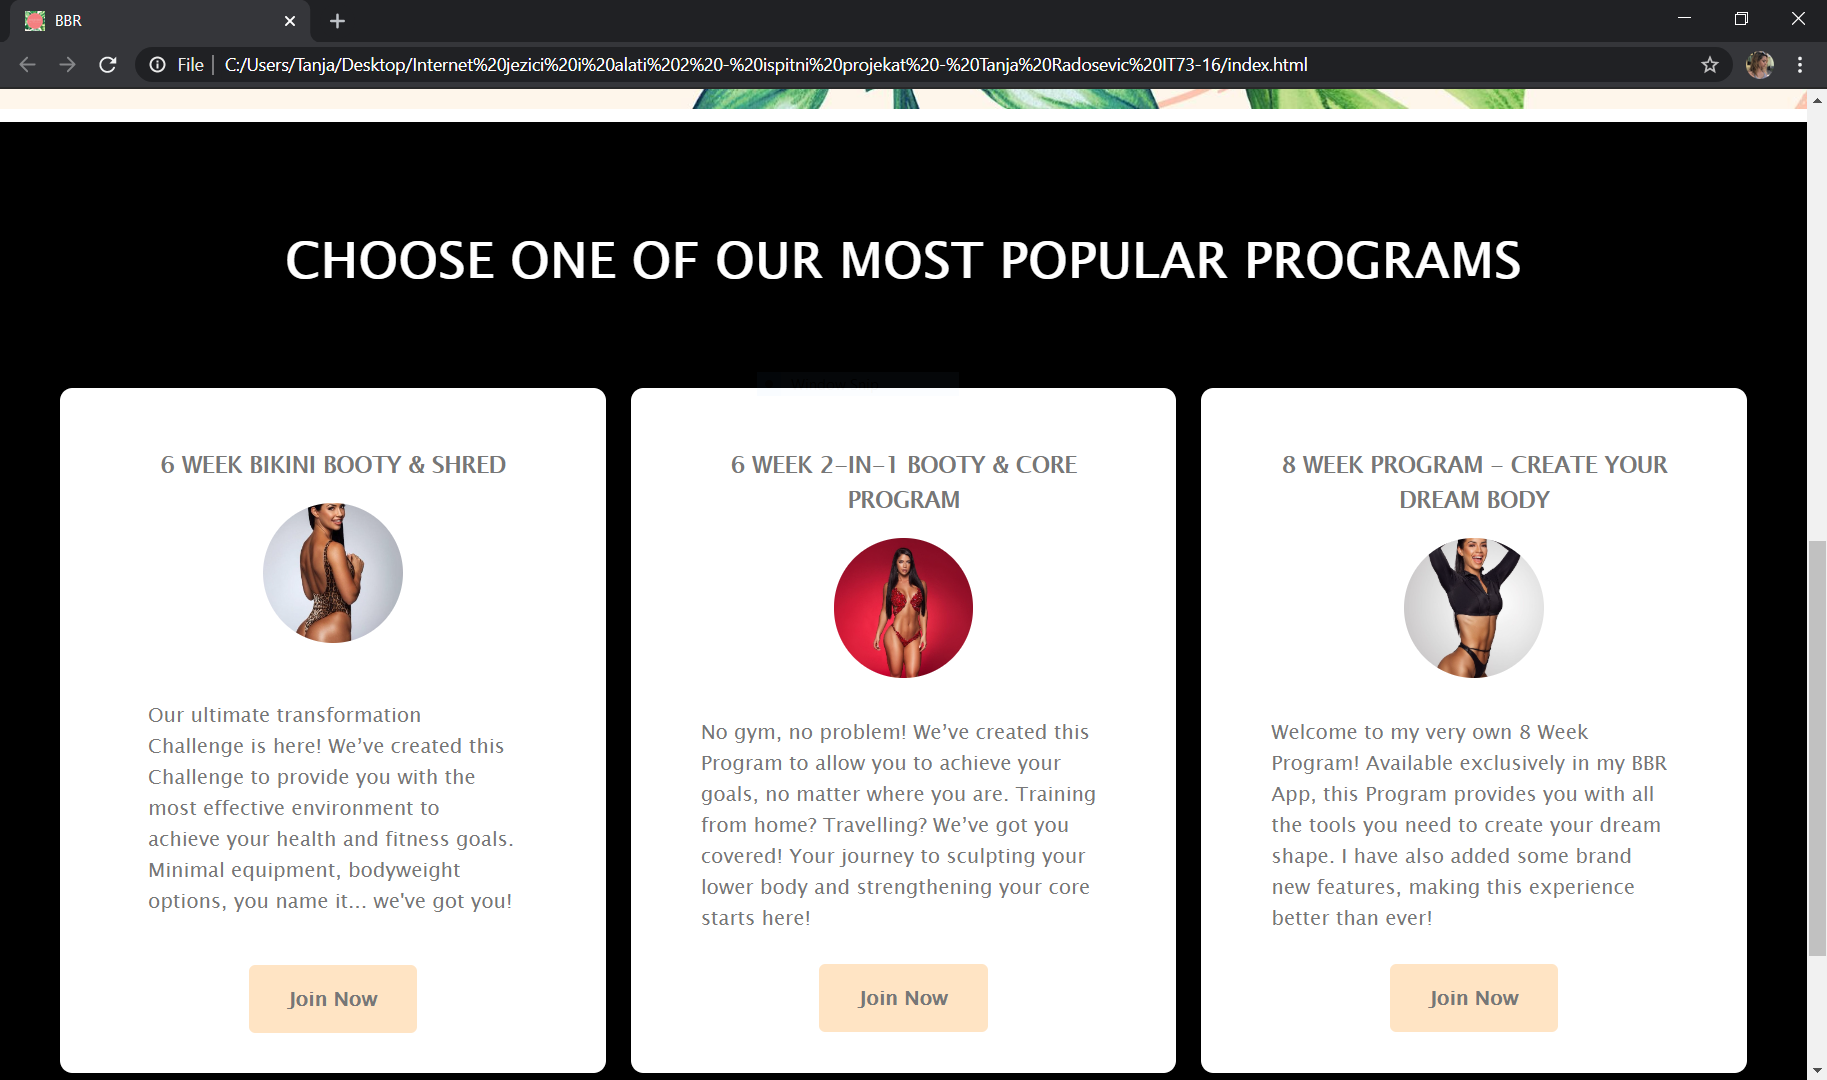 BBR
File
C:/Users/Tanja/Desktop/Internet%20jezici%20i%20alati%202%20-%20ispitni%20projekat%20-%20Tanja%20Radosevic%20IT73-16/index.html
CHOOSE ONE OF OUR MOST POPULAR PROGRAMS
6 WEEK BIKINI BOOTY & SHRED
Our ultimate transformation
Challenge is here! We’ve created this
Challenge to provide you with the
most effective environment to
achieve your health and fitness goals.
Minimal equipment, bodyweight
options, you name it... we've got you!
Join Now
6 WEEK 2-IN-1 BOOTY & CORE
PROGRAM
No gym, no problem! We’ve created this
Program to allow you to achieve your
goals, no matter where you are. Training
from home? Travelling? We’ve got you
covered! Your journey to sculpting your
lower body and strengthening your core
starts here!
Join Now
8 WEEK PROGRAM - CREATE YOUR
DREAM BODY
Welcome to my very own 8 Week
Program! Available exclusively in my BBR
App, this Program provides you with all
the tools you need to create your dream
shape. I have also added some brand
new features, making this experience
better than ever!
Join Now